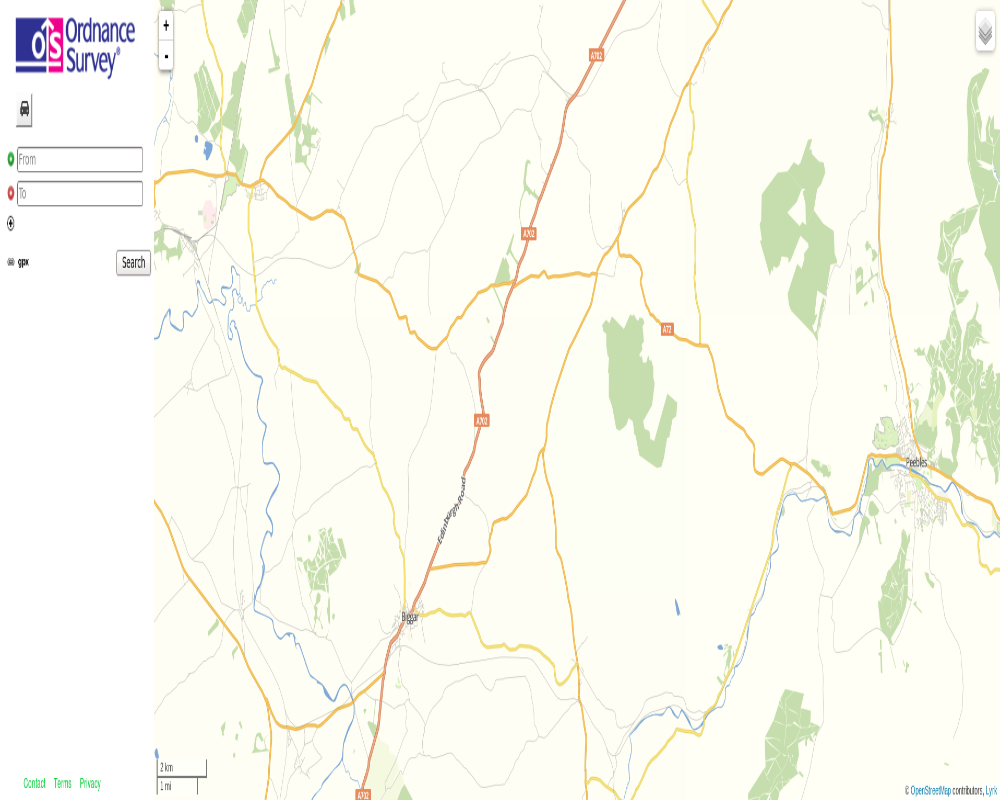 Ordnance
Survey®
OS
From
To
gpx
Search
Contact Terms Privacy
+
-
A702
A702
A72
A702
Edinburgh Road
Peebles
Biggar
A702
2 km
1 mi
© OpenStreetMap contributors, Lyrk